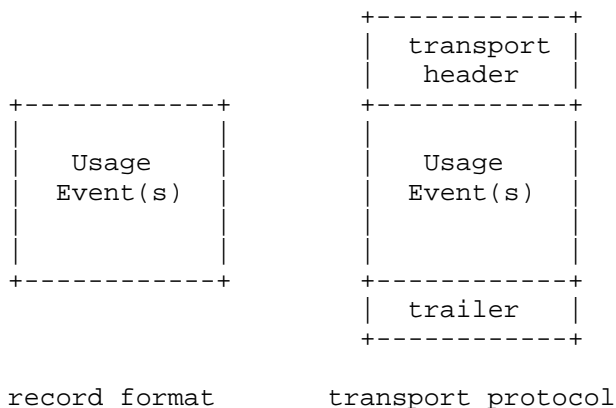 transport
header
Usage Usage
Event(s) Event(s)
trailer
record format transport protocol